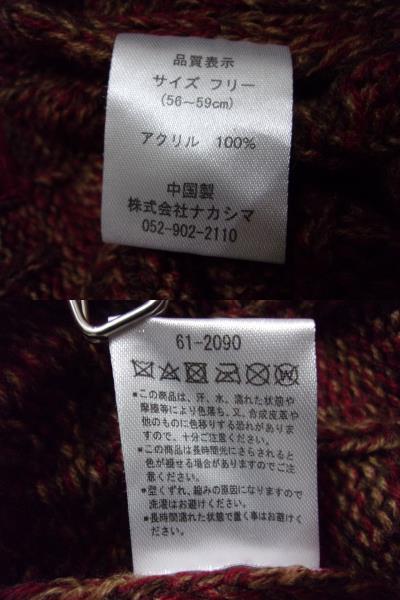 品質表示
サイズ フリー
(56～59cm)
アクリル 100%
中国製
株式会社ナカシマ
052-902-2110
61-2090
●この商品は、汗、水、濡れた状態や
摩擦等により色落ち、又、合成皮革や
他のものに色移りする恐れがありま
すので、十分ご注意ください。
●この商品は長時間光にさらされると
色が褪せる場合がありますのでご注
意ください。
●型くずれ、縮みの原因になりますので
洗濯はお避けください。
●長時間濡れた状態で置く事はお避けく
ださい。